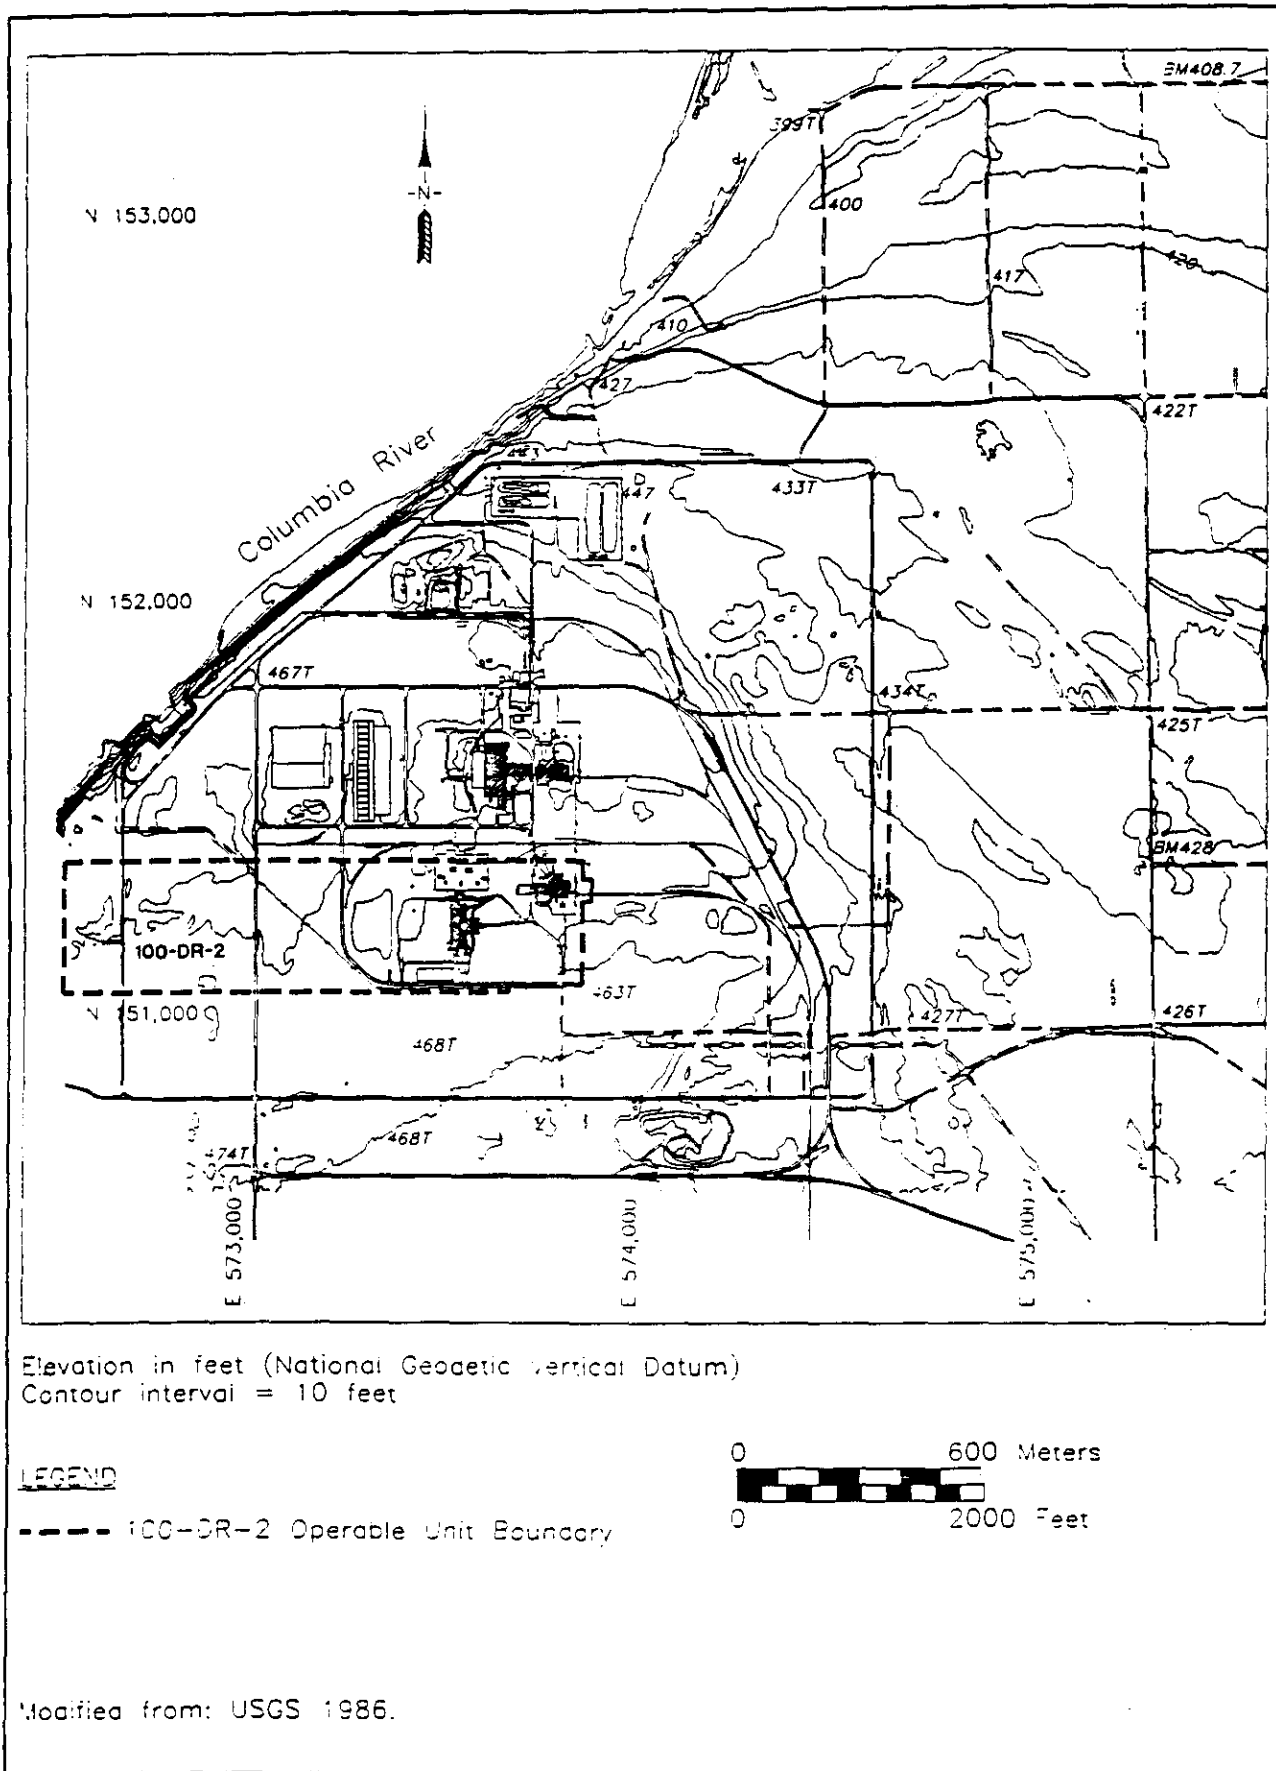 BM408.7
399T
N 153,000
-N-
400
420
417
410
427
422T
Columbia River
443
447
433T
N 152,000
467T
434T
425T
BM428
100-DR-2
463T
N 151,000
427T
426T
468T
468T
474T
E 573,000
E 574,000
E 575,000
Elevation in feet (National Geodetic Vertical Datum)
Contour interval = 10 feet
0 600 Meters
LEGEND
0 2000 Feet
100-DR-2 Operable Unit Boundary
Modified from: USGS 1986.